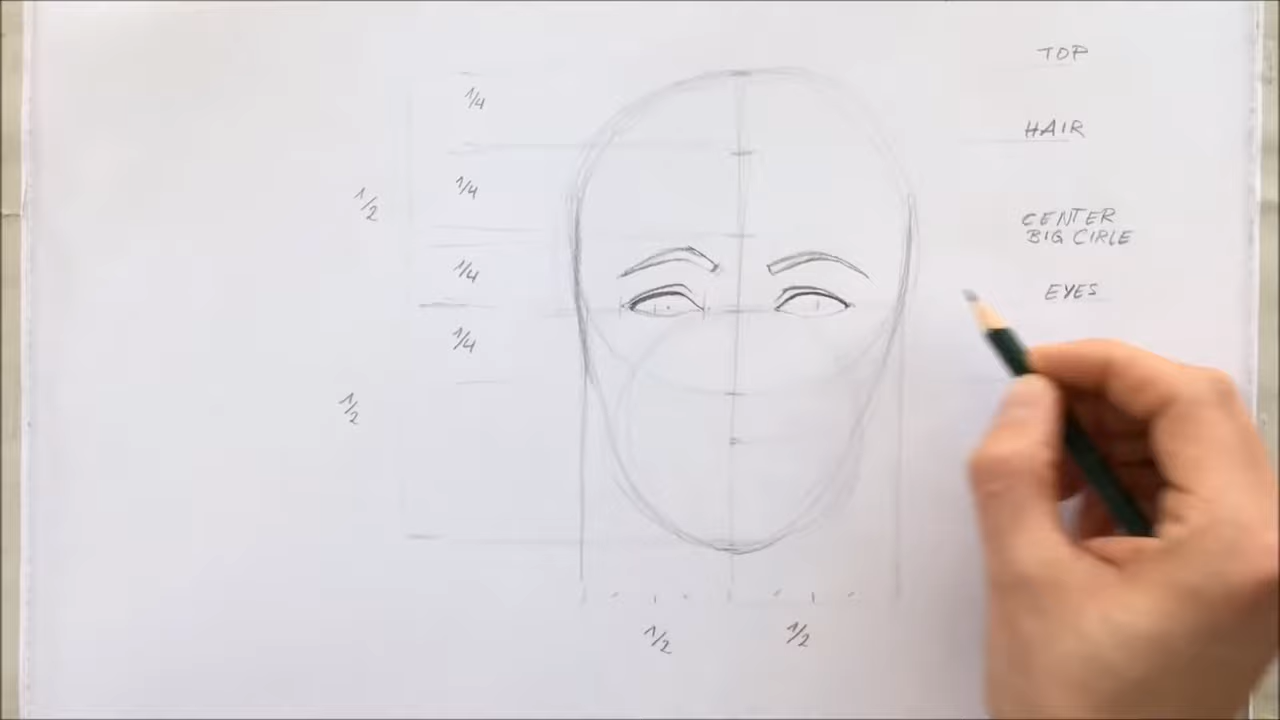 TOP
1/4
HAIR
1/4
1/2
CENTER
BIG CIRLE
1/4
EYES
1/4
1/2
1/2
1/2